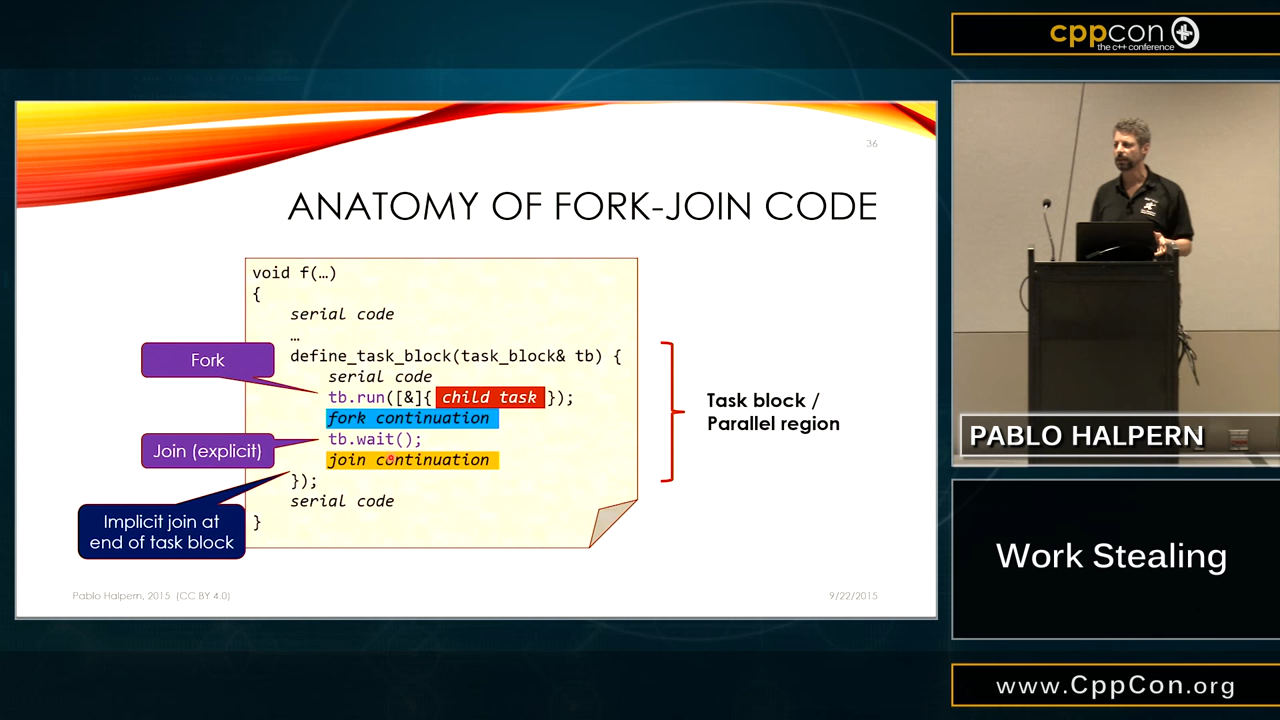 cppcon
the c++ conference
36
ANATOMY OF FORK-JOIN CODE
void f(…)
{
serial code
…
define_task_block(task_block& tb) {
serial code
tb.run([&]{ child task });
fork continuation
tb.wait();
join continuation
});
serial code
}
Fork
Join (explicit)
Implicit join at
end of task block
Task block /
Parallel region
Pablo Halpern, 2015 (CC BY 4.0)
9/22/2015
PABLO HALPERN
Work Stealing
www.CppCon.org